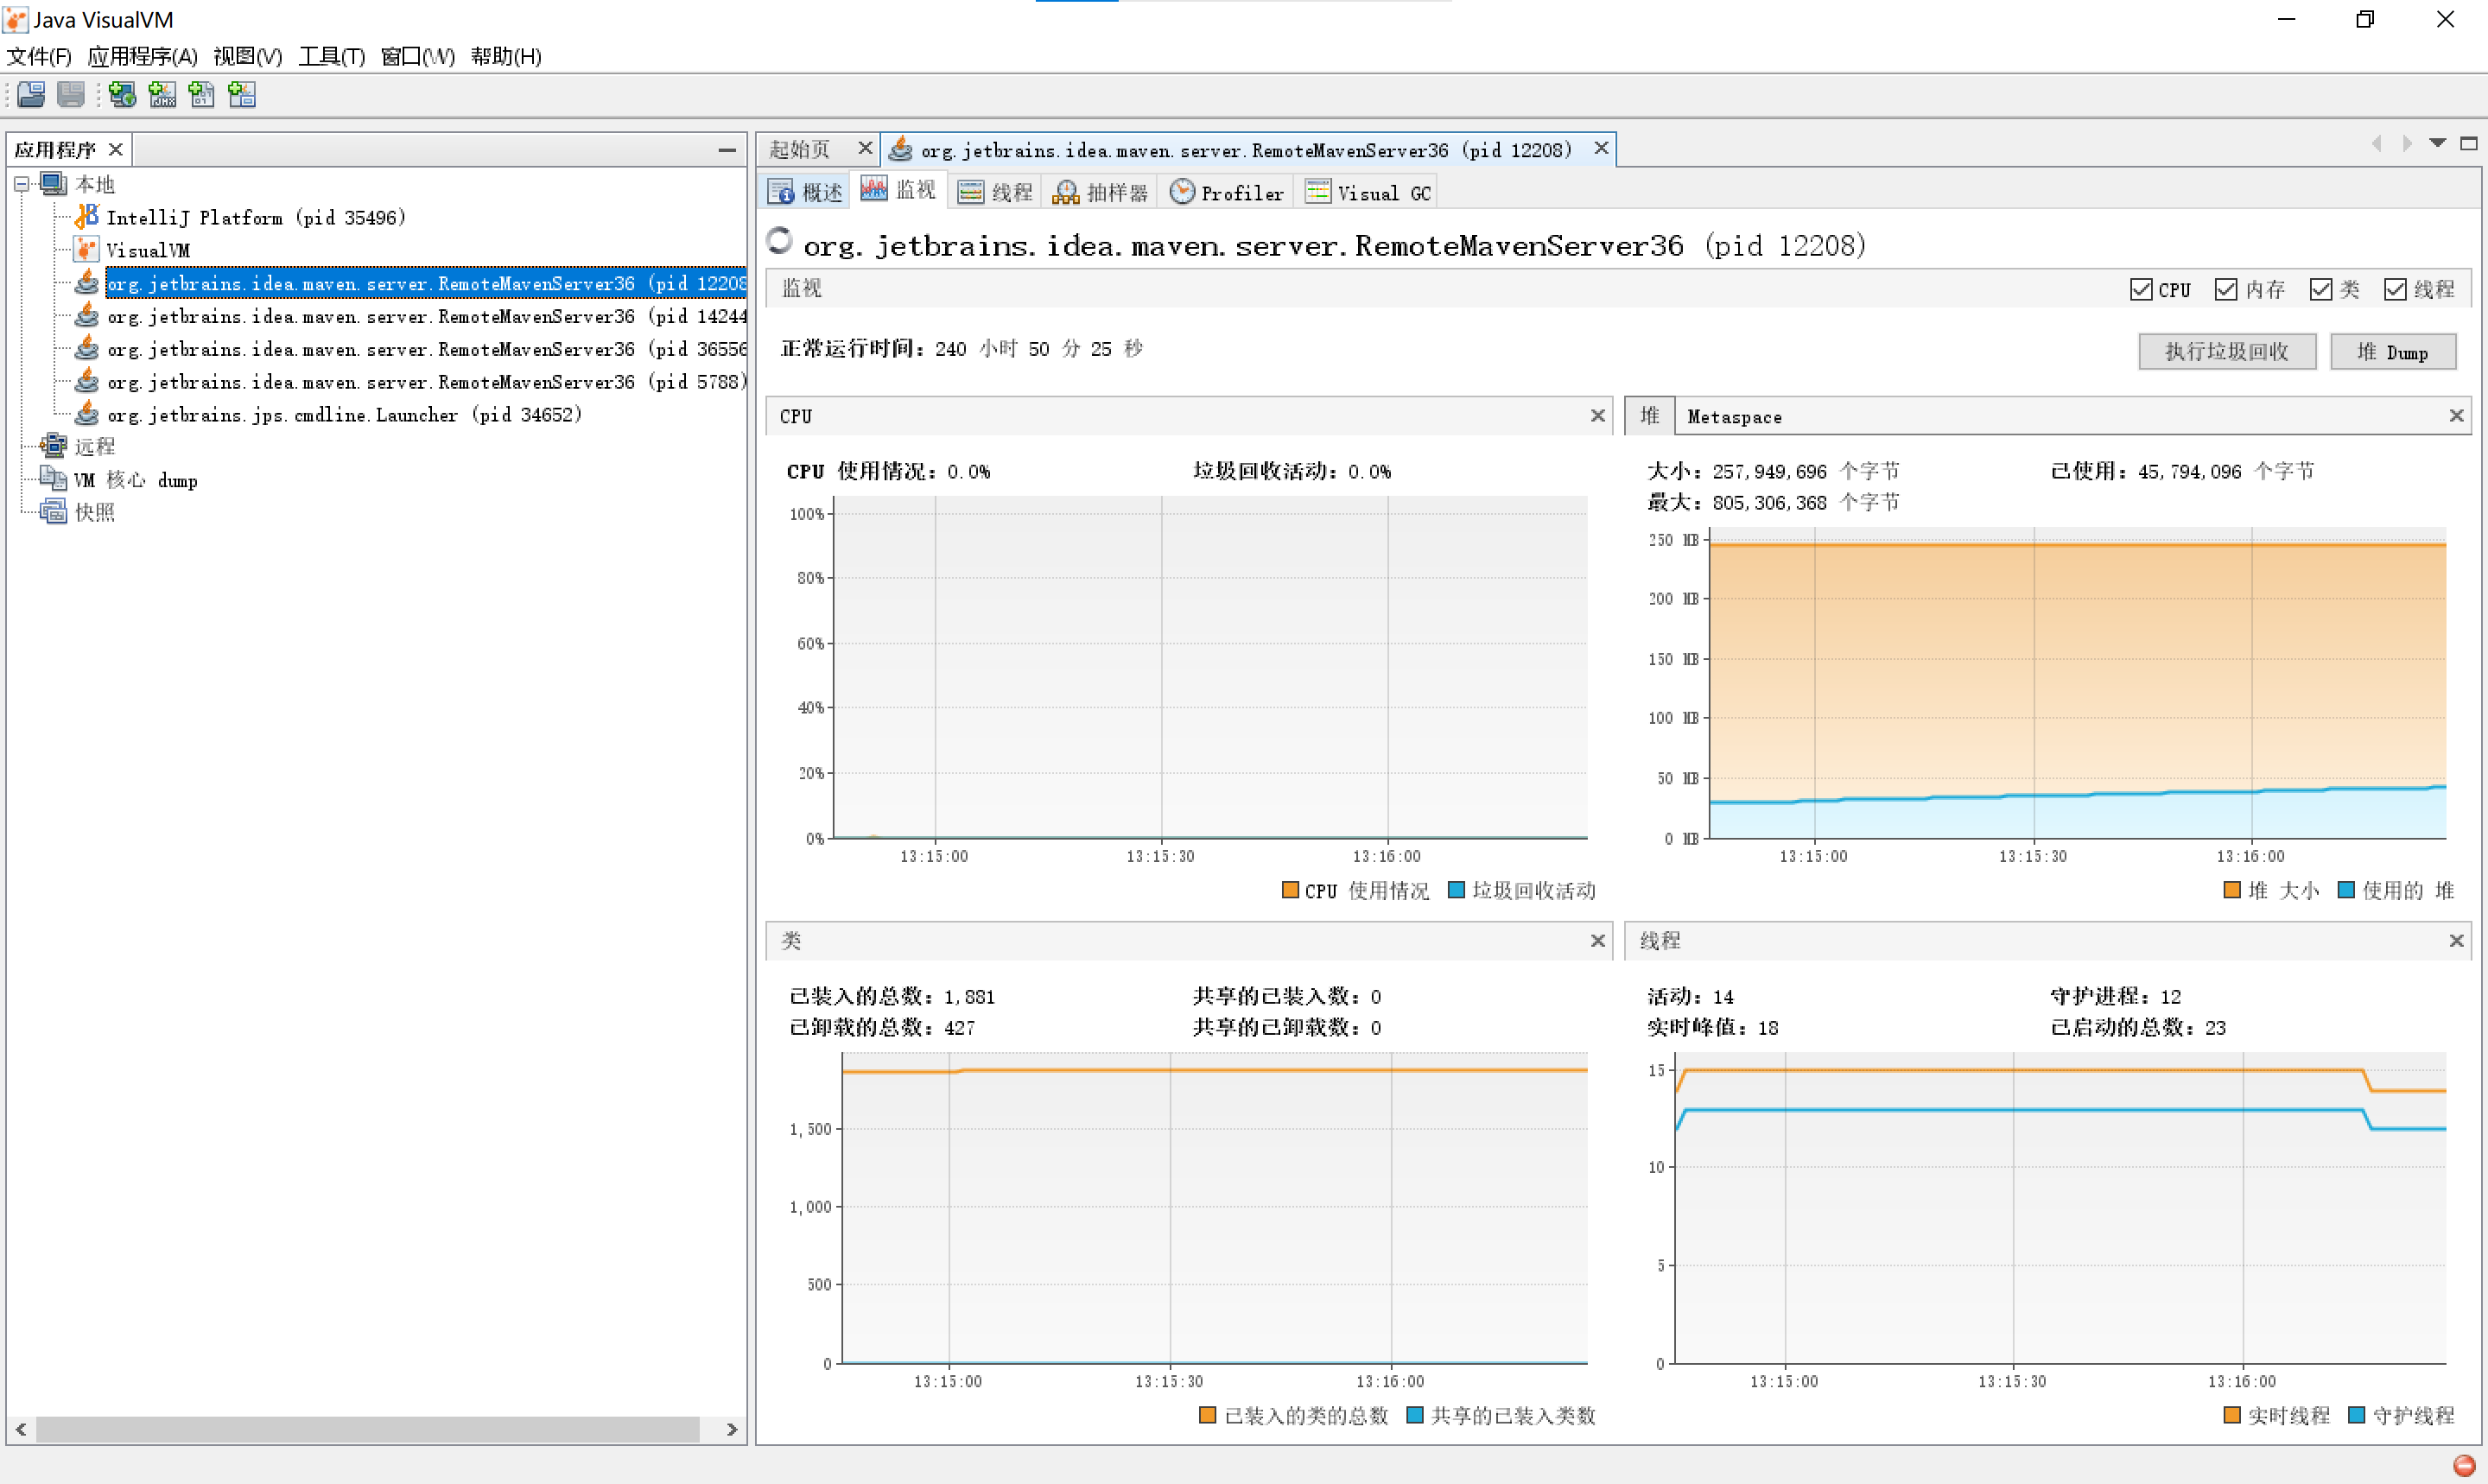 Java VisualVM
文件(F) 应用程序(A) 视图(V) 工具(T) 窗口(W) 帮助(H)
应用程序
本地
IntelliJ Platform (pid 35496)
VisualVM
org.jetbrains.idea.maven.server.RemoteMavenServer36 (pid 12208
org.jetbrains.idea.maven.server.RemoteMavenServer36 (pid 14244
org.jetbrains.idea.maven.server.RemoteMavenServer36 (pid 36556
org.jetbrains.idea.maven.server.RemoteMavenServer36 (pid 5788)
org.jetbrains.jps.cmdline.Launcher (pid 34652)
远程
VM 核心 dump
快照
起始页 org.jetbrains.idea.maven.server.RemoteMavenServer36 (pid 12208)
概述 监视 线程 抽样器 Profiler Visual GC
org.jetbrains.idea.maven.server.RemoteMavenServer36 (pid 12208)
监视 CPU 内存 类 线程
正常运行时间: 240 小时 50 分 25 秒 执行垃圾回收 堆 Dump
CPU
CPU 使用情况: 0.0% 垃圾回收活动: 0.0%
100%
80%
60%
40%
20%
0%
13:15:00 13:15:30 13:16:00
CPU 使用情况 垃圾回收活动
堆 Metaspace
大小: 257,949,696 个字节 已使用: 45,794,096 个字节
最大: 805,306,368 个字节
250 MB
200 MB
150 MB
100 MB
50 MB
0 MB
13:15:00 13:15:30 13:16:00
堆 大小 使用的 堆
类
已装入的总数: 1,881 共享的已装入数: 0
已卸载的总数: 427 共享的已卸载数: 0
1,500
1,000
500
0
13:15:00 13:15:30 13:16:00
已装入的类的总数 共享的已装入类数
线程
活动: 14 守护进程: 12
实时峰值: 18 已启动的总数: 23
15
10
5
0
13:15:00 13:15:30 13:16:00
实时线程 守护线程